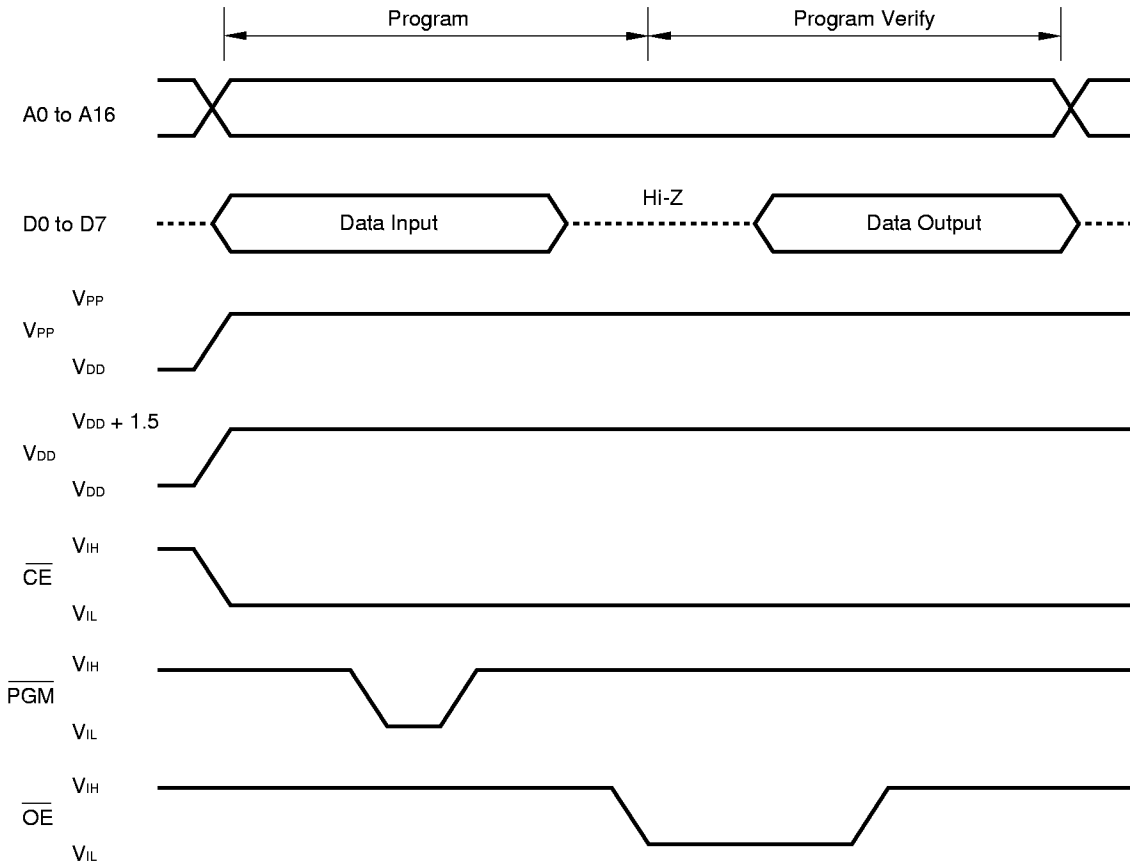 Program
Program Verify
A0 to A16
D0 to D7
Data Input
Hi-Z
Data Output
VPP
VPP
VDD
VDD + 1.5
VDD
VDD
VIH
CE
VIL
VIH
PGM
VIL
VIH
OE
VIL